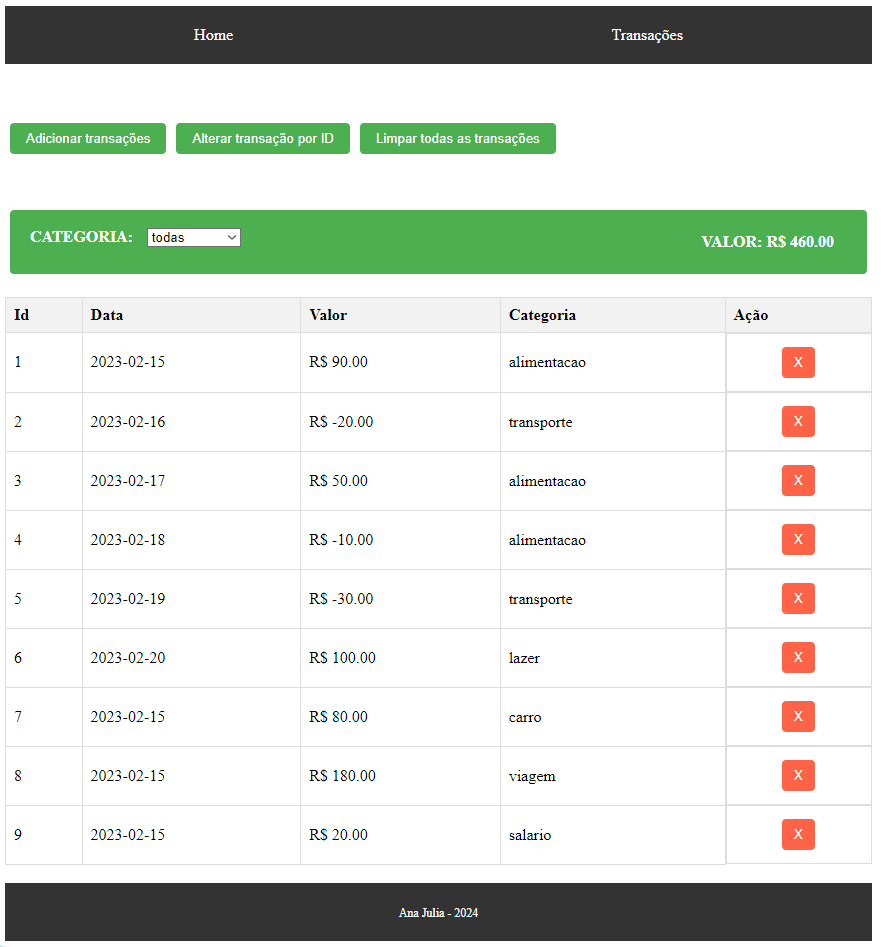 Home Transações
Adicionar transações Alterar transação por ID Limpar todas as transações
CATEGORIA: todas VALOR: R$ 460.00
Id Data Valor Categoria Ação
1 2023-02-15 R$ 90.00 alimentacao X
2 2023-02-16 R$ -20.00 transporte X
3 2023-02-17 R$ 50.00 alimentacao X
4 2023-02-18 R$ -10.00 alimentacao X
5 2023-02-19 R$ -30.00 transporte X
6 2023-02-20 R$ 100.00 lazer X
7 2023-02-15 R$ 80.00 carro X
8 2023-02-15 R$ 180.00 viagem X
9 2023-02-15 R$ 20.00 salario X
Ana Julia - 2024